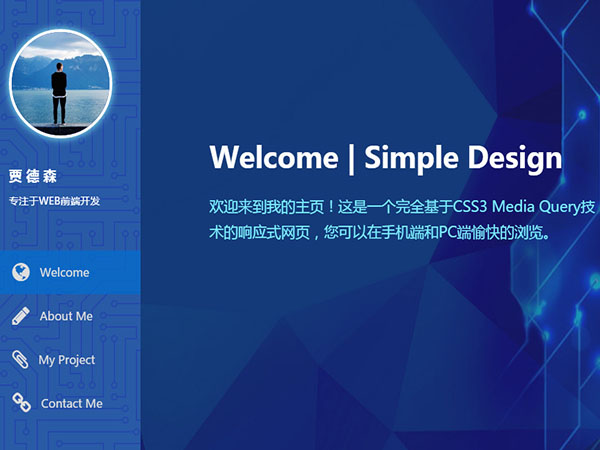 贾德森
专注于WEB前端开发
Welcome
About Me
My Project
Contact Me
Welcome | Simple Design
欢迎来到我的主页！这是一个完全基于CSS3 Media Query技
术的响应式网页，您可以在手机端和PC端愉快的浏览。